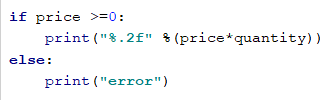 if price >=0:
    print("%.2f" %(price*quantity))
else:
    print("error")